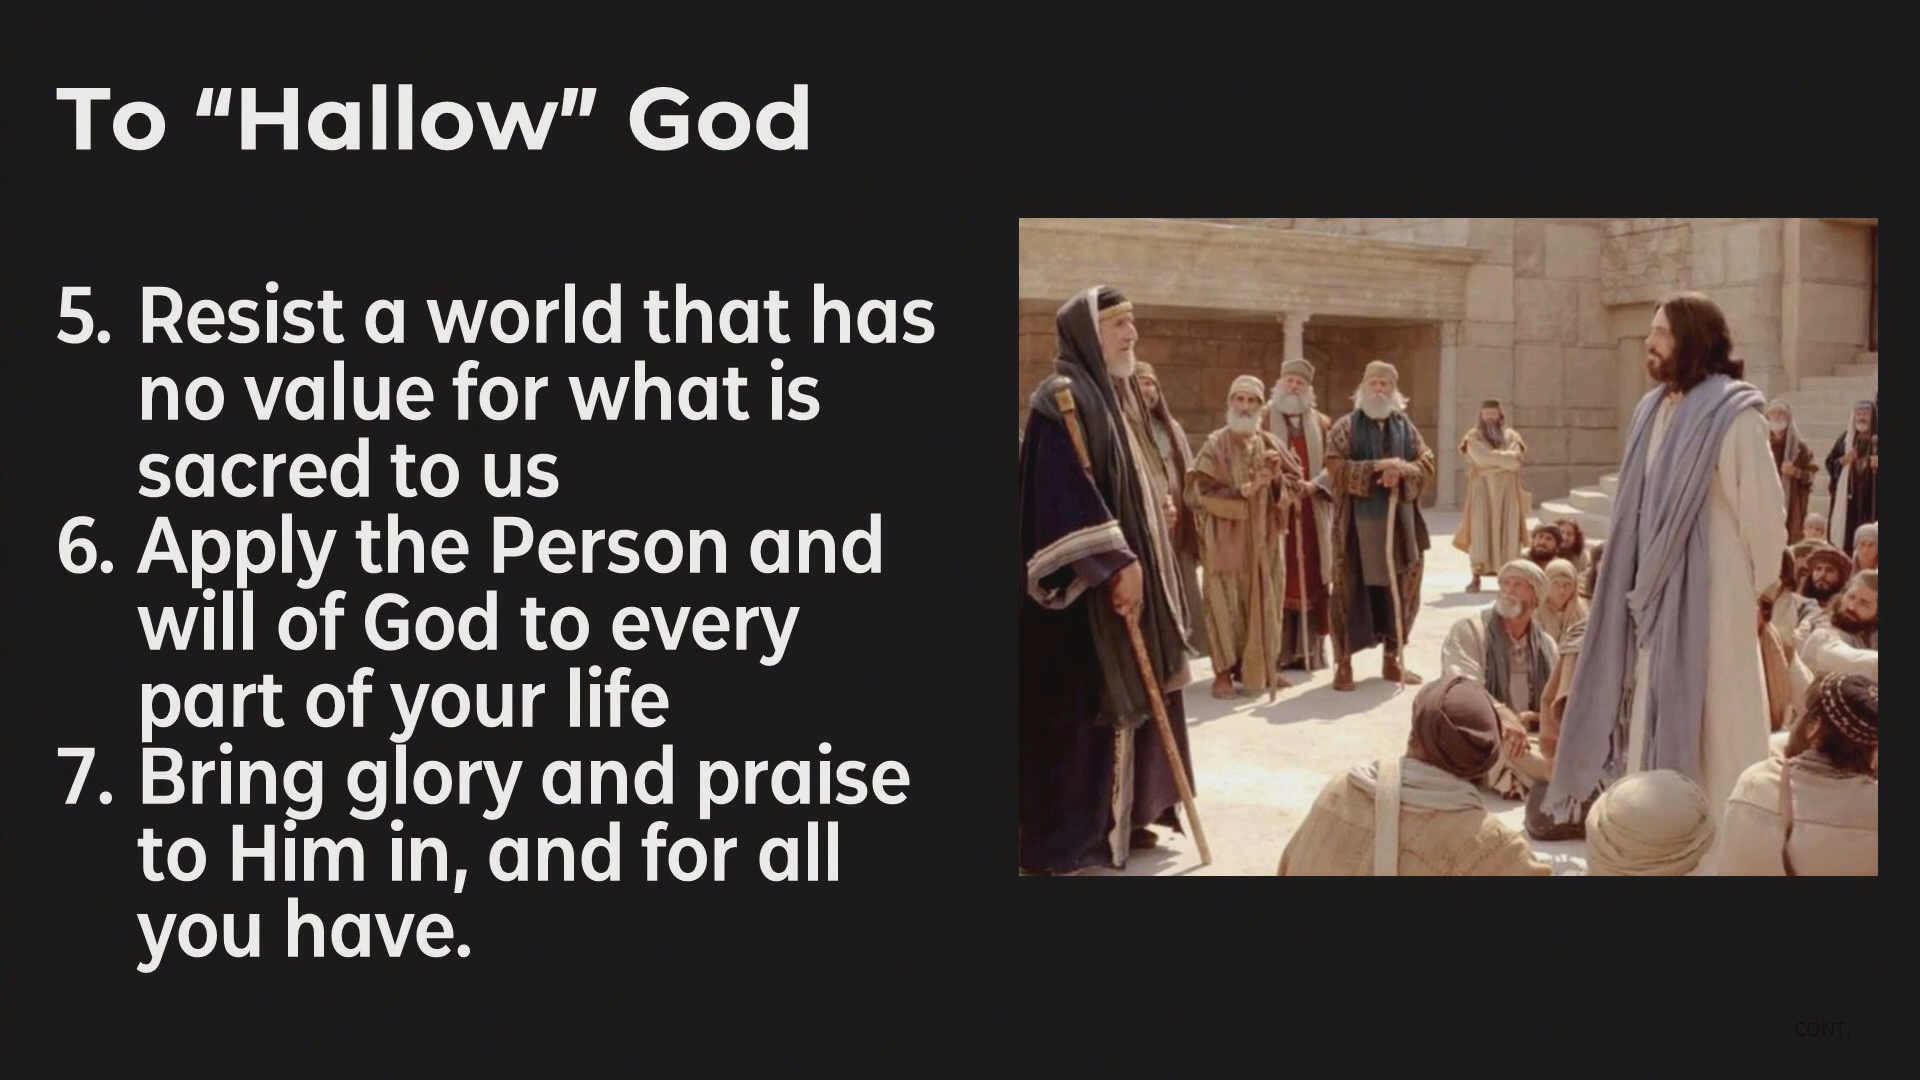 To “Hallow” God
5. Resist a world that has
no value for what is
sacred to us
6. Apply the Person and
will of God to every
part of your life
7. Bring glory and praise
to Him in, and for all
you have.
CONT.